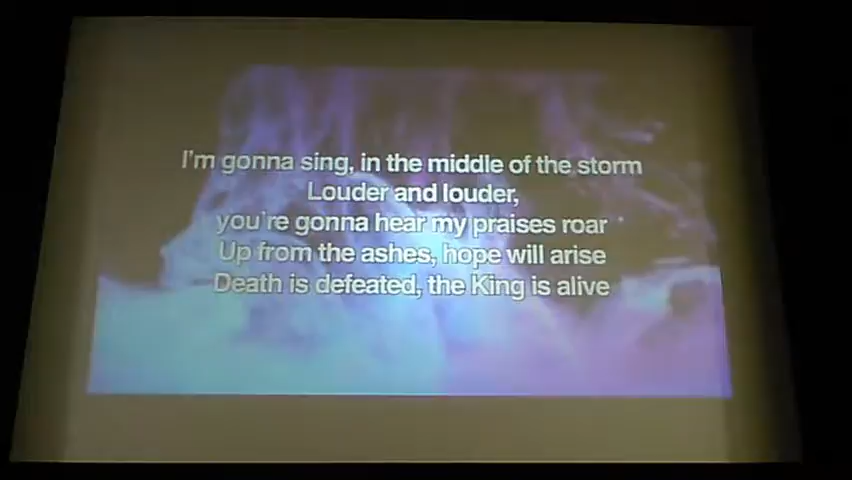 I'm gonna sing, in the middle of the storm
Louder and louder,
you're gonna hear my praises roar
Up from the ashes, hope will arise
Death is defeated, the King is alive